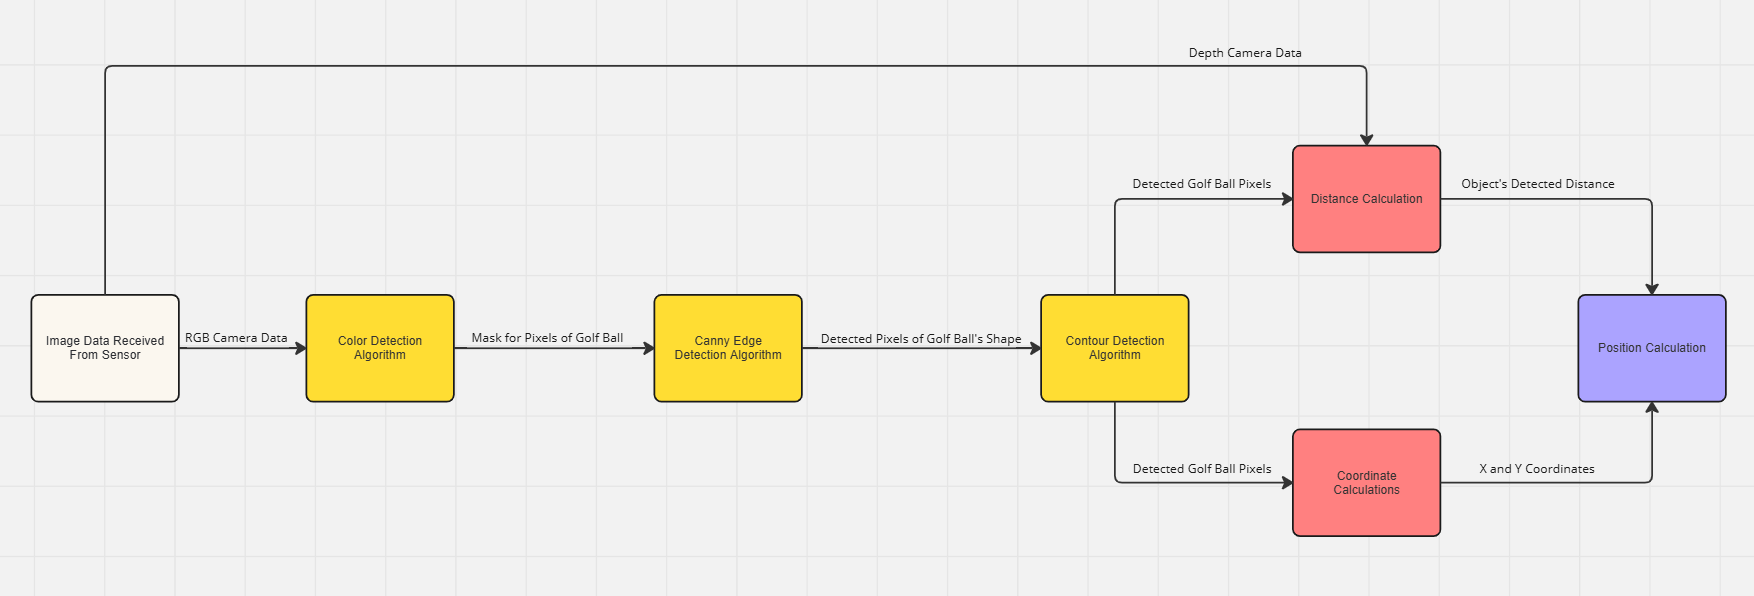 Depth Camera Data
Detected Golf Ball Pixels
Object's Detected Distance
Distance Calculation
Image Data Received
From Sensor
RGB Camera Data
Color Detection
Algorithm
Mask for Pixels of Golf Ball
Canny Edge
Detection Algorithm
Detected Pixels of Golf Ball's Shape
Contour Detection
Algorithm
Position Calculation
Detected Golf Ball Pixels
X and Y Coordinates
Coordinate
Calculations